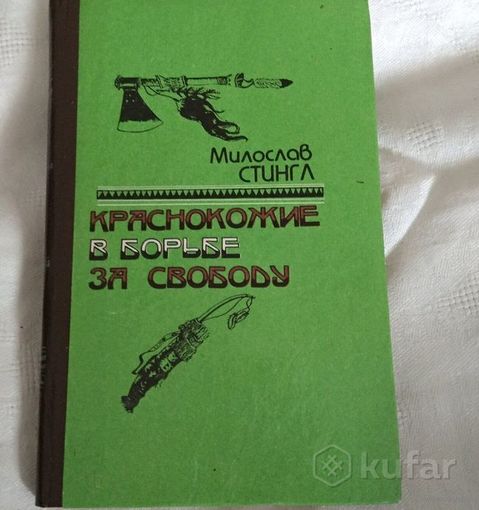 Милослав
СТИНГЛ
КРАСНОКОЖИЕ
В БОРЬБЕ
ЗА СВОБОДУ
kufar